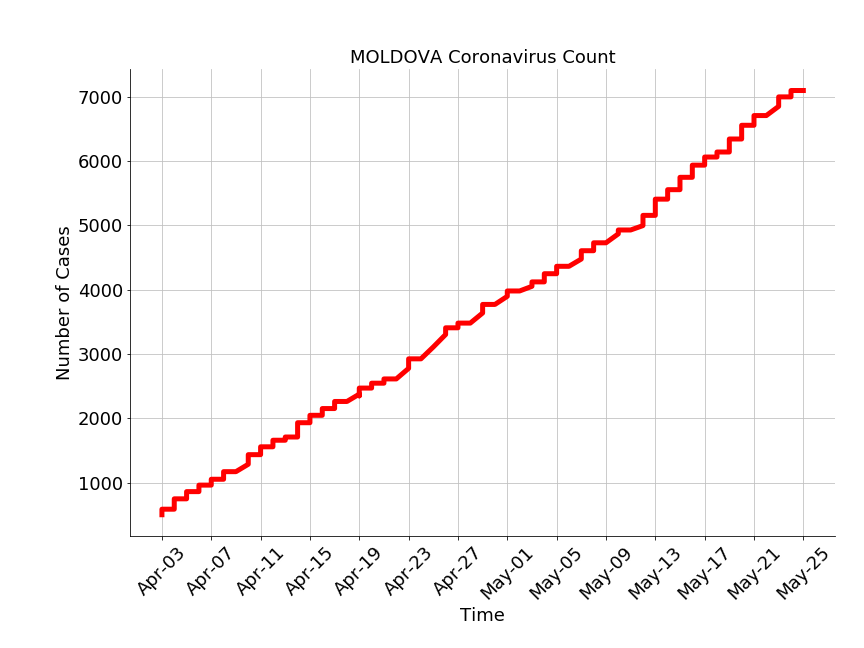 MOLDOVA Coronavirus Count
Number of Cases
7000
6000
5000
4000
3000
2000
1000
Apr-03
Apr-07
Apr-11
Apr-15
Apr-19
Apr-23
Apr-27
May-01
May-05
May-09
May-13
May-17
May-21
May-25
Time